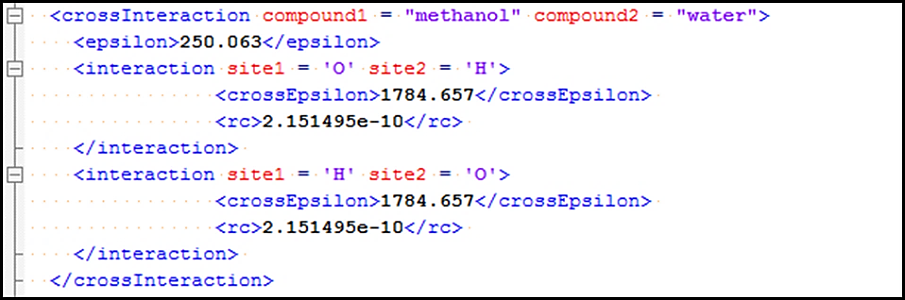 <crossInteraction compound1 = "methanol" compound2 = "water">
<epsilon>250.063</epsilon>
<interaction site1 = 'O' site2 = 'H'>
<crossEpsilon>1784.657</crossEpsilon>
<rc>2.151495e-10</rc>
</interaction>
<interaction site1 = 'H' site2 = 'O'>
<crossEpsilon>1784.657</crossEpsilon>
<rc>2.151495e-10</rc>
</interaction>
</crossInteraction>